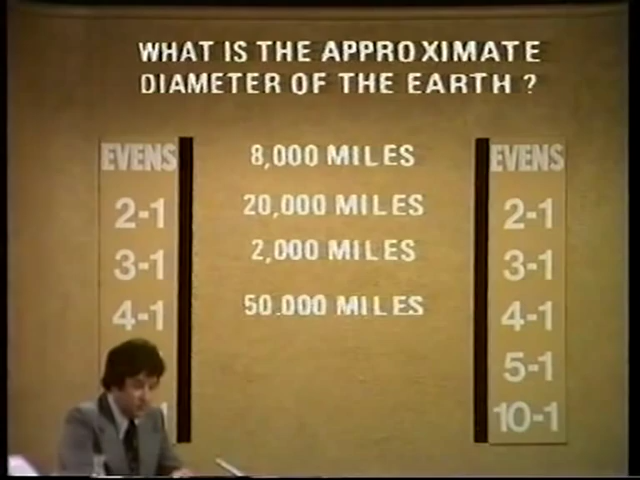 WHAT IS THE APPROXIMATE
DIAMETER OF THE EARTH ?
EVENS 8,000 MILES EVENS
2-1 20,000 MILES 2-1
3-1 2,000 MILES 3-1
4-1 50.000 MILES 4-1
5-1
10-1